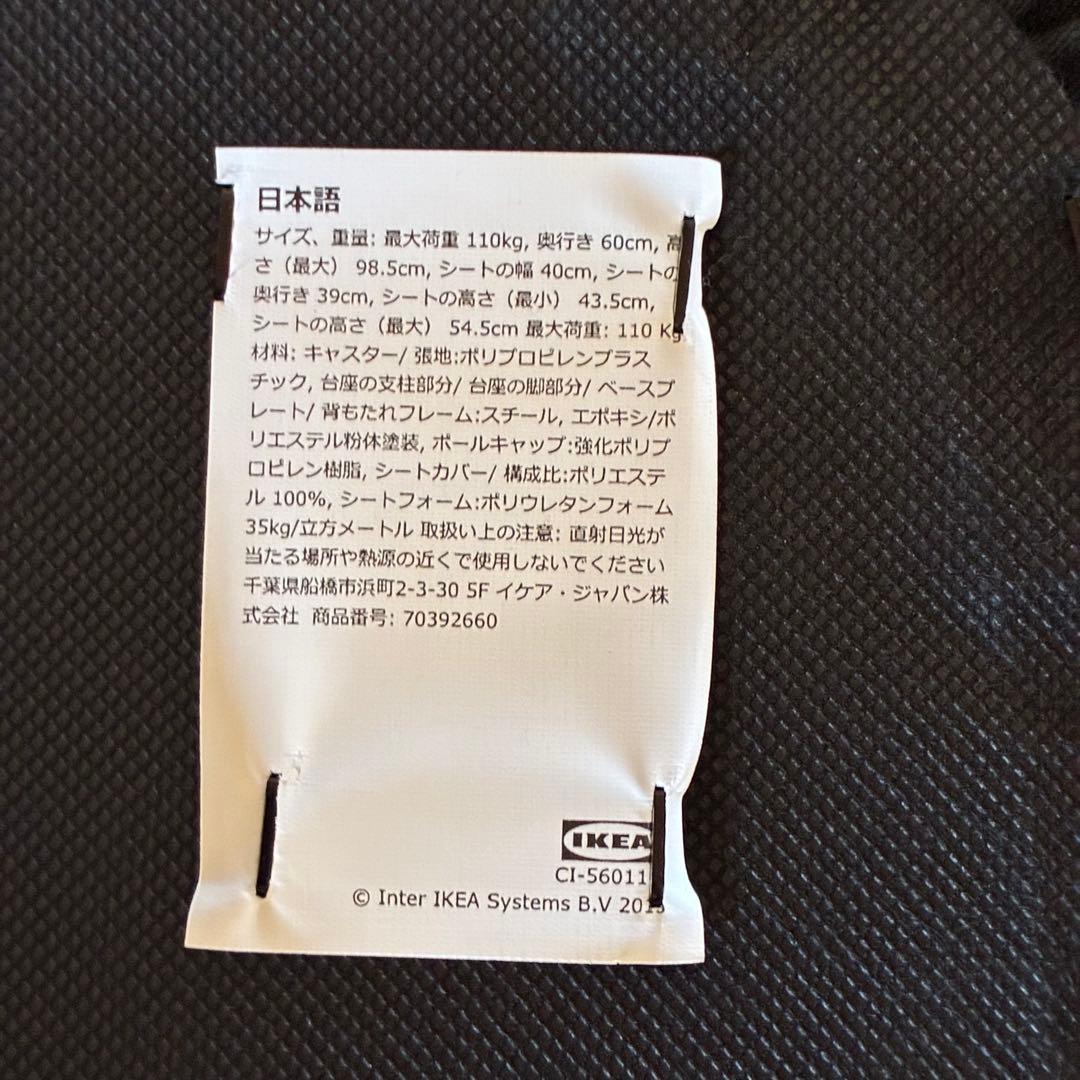 日本語
サイズ、重量: 最大荷重 110kg, 奥行き 60cm, 高
さ（最大） 98.5cm, シートの幅 40cm, シートの
奥行き 39cm, シートの高さ（最小） 43.5cm,
シートの高さ（最大） 54.5cm 最大荷重: 110 Kg
材料: キャスター/ 張地:ポリプロピレンプラス
チック, 台座の支柱部分/ 台座の脚部分/ ベースプ
レート/ 背もたれフレーム:スチール, エポキシ/ポ
リエステル粉体塗装, ボールキャップ:強化ポリプ
ロピレン樹脂, シートカバー/ 構成比:ポリエステ
ル 100%, シートフォーム:ポリウレタンフォーム
35kg/立方メートル 取扱い上の注意: 直射日光が
当たる場所や熱源の近くで使用しないでください
千葉県船橋市浜町2-3-30 5F イケア・ジャパン株
式会社 商品番号: 70392660
IKEA
CI-56011
© Inter IKEA Systems B.V